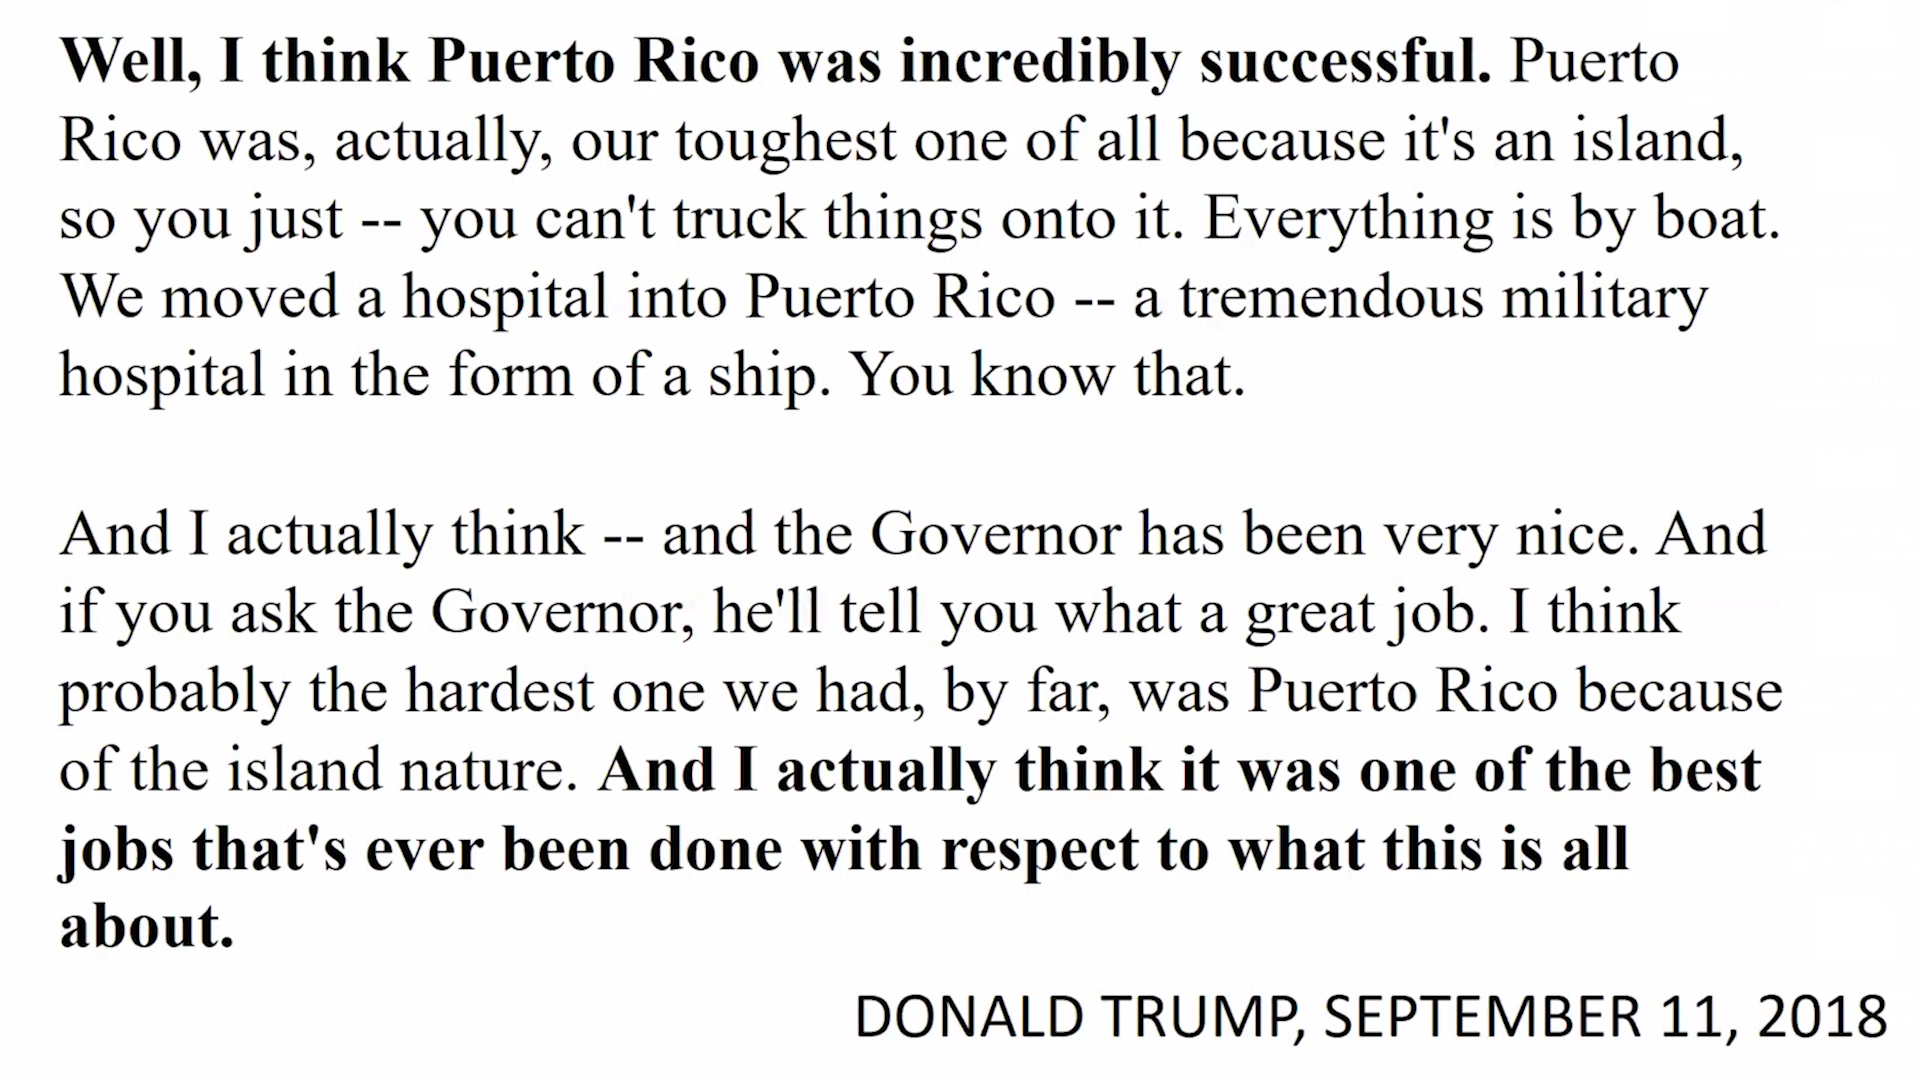 Well, I think Puerto Rico was incredibly successful. Puerto
Rico was, actually, our toughest one of all because it's an island,
so you just -- you can't truck things onto it. Everything is by boat.
We moved a hospital into Puerto Rico -- a tremendous military
hospital in the form of a ship. You know that.
And I actually think -- and the Governor has been very nice. And
if you ask the Governor, he'll tell you what a great job. I think
probably the hardest one we had, by far, was Puerto Rico because
of the island nature. And I actually think it was one of the best
jobs that's ever been done with respect to what this is all
about.
DONALD TRUMP, SEPTEMBER 11, 2018